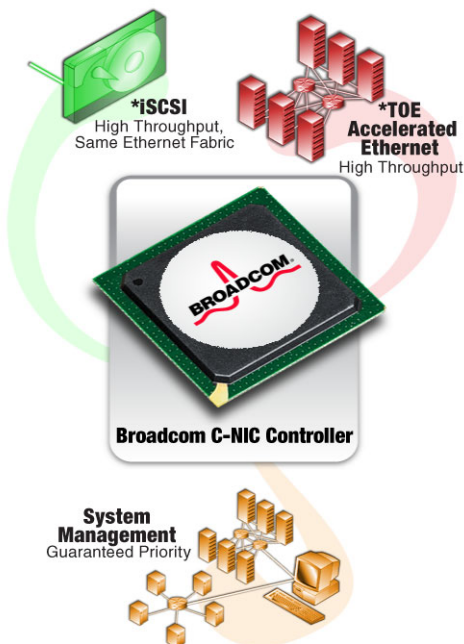 *iSCSI
High Throughput,
Same Ethernet Fabric
*TOE
Accelerated
Ethernet
High Throughput
BROADCOM®
Broadcom C-NIC Controller
System
Management
Guaranteed Priority